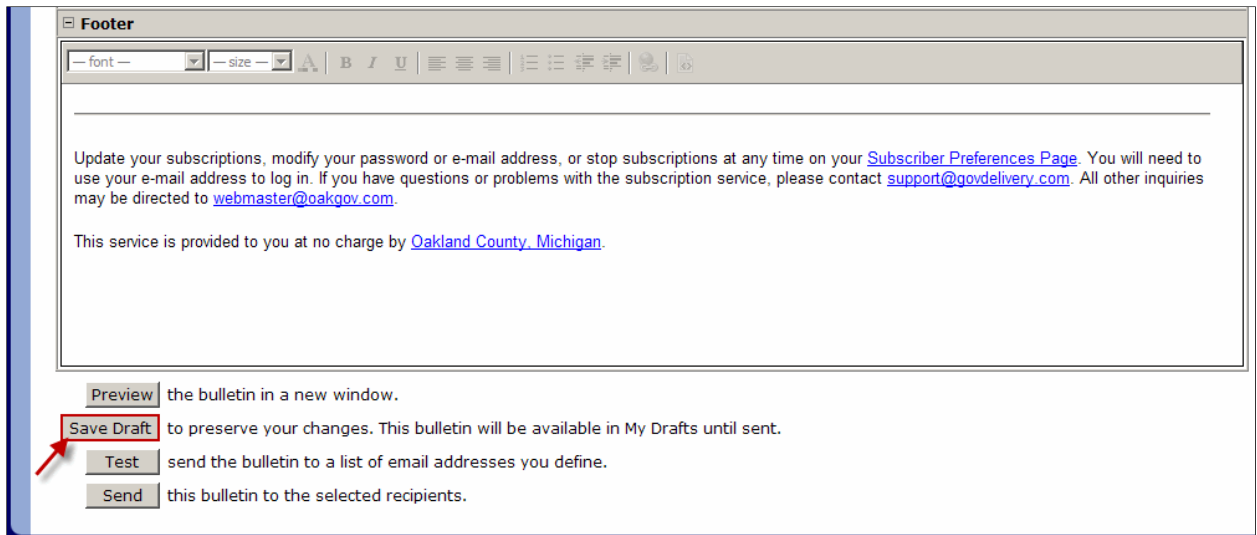 Footer
— font — — size — A B I U
Update your subscriptions, modify your password or e-mail address, or stop subscriptions at any time on your Subscriber Preferences Page. You will need to
use your e-mail address to log in. If you have questions or problems with the subscription service, please contact support@govdelivery.com. All other inquiries
may be directed to webmaster@oakgov.com.
This service is provided to you at no charge by Oakland County, Michigan.
Preview the bulletin in a new window.
Save Draft to preserve your changes. This bulletin will be available in My Drafts until sent.
Test send the bulletin to a list of email addresses you define.
Send this bulletin to the selected recipients.